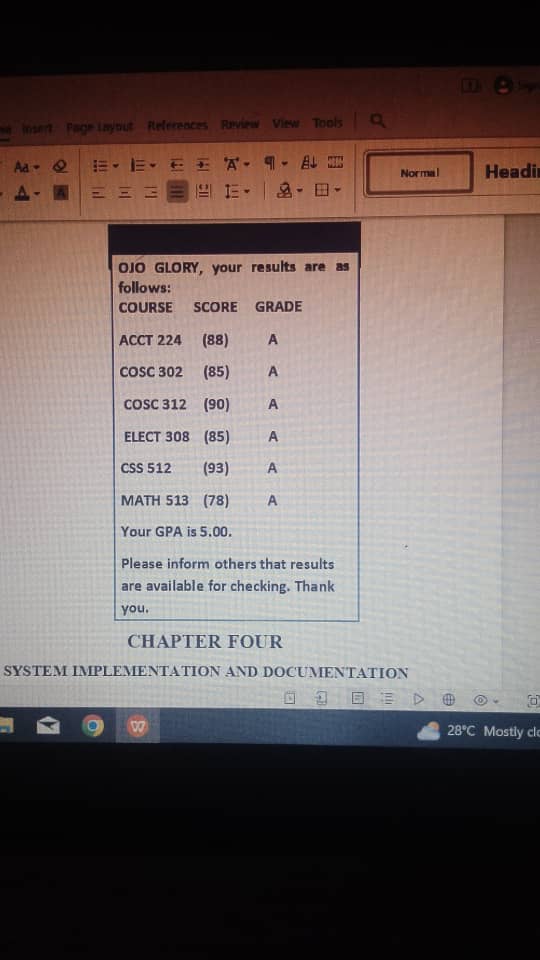 Insert Page Layout References Review View Tools
Aa A
A A Normal Headi
OJO GLORY, your results are as
follows:
COURSE SCORE GRADE
ACCT 224 (88) A
COSC 302 (85) A
COSC 312 (90) A
ELECT 308 (85) A
CSS 512 (93) A
MATH 513 (78) A
Your GPA is 5.00.
Please inform others that results
are available for checking. Thank
you.
CHAPTER FOUR
SYSTEM IMPLEMENTATION AND DOCUMENTATION
W 28°C Mostly clo